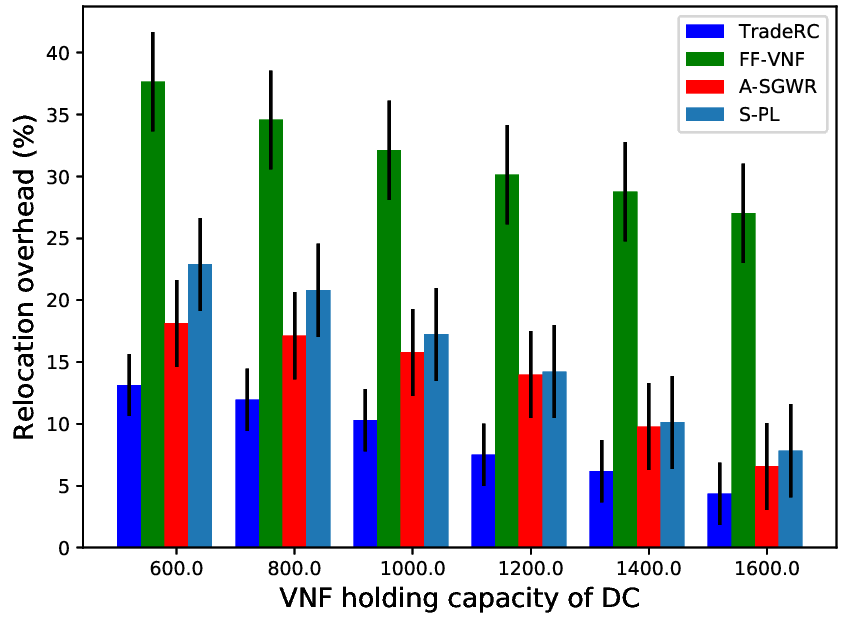 TradeRC
FF-VNF
A-SGWR
S-PL
Relocation overhead (%)
40
35
30
25
20
15
10
5
0
600.0 800.0 1000.0 1200.0 1400.0 1600.0
VNF holding capacity of DC